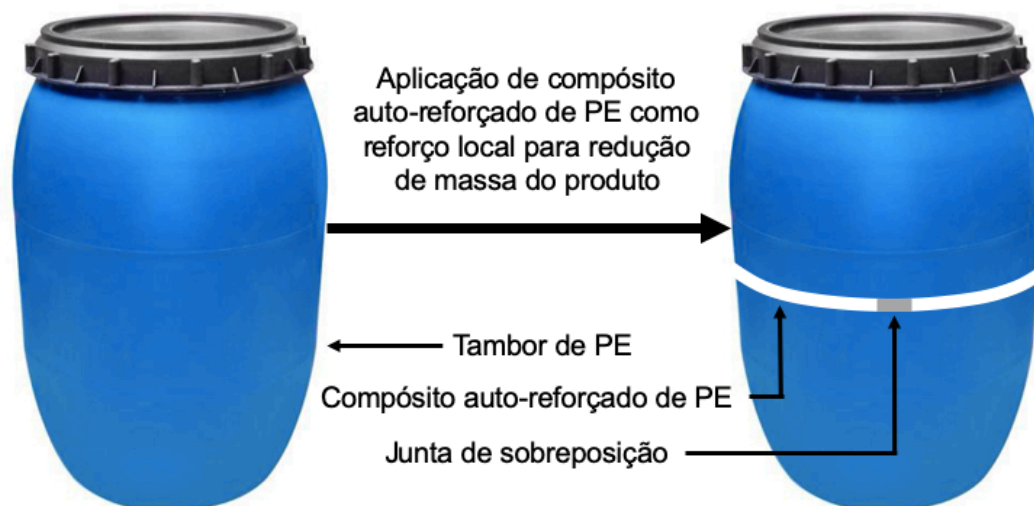 Aplicação de compósito
auto-reforçado de PE como
reforço local para redução
de massa do produto
Tambor de PE
Compósito auto-reforçado de PE
Junta de sobreposição